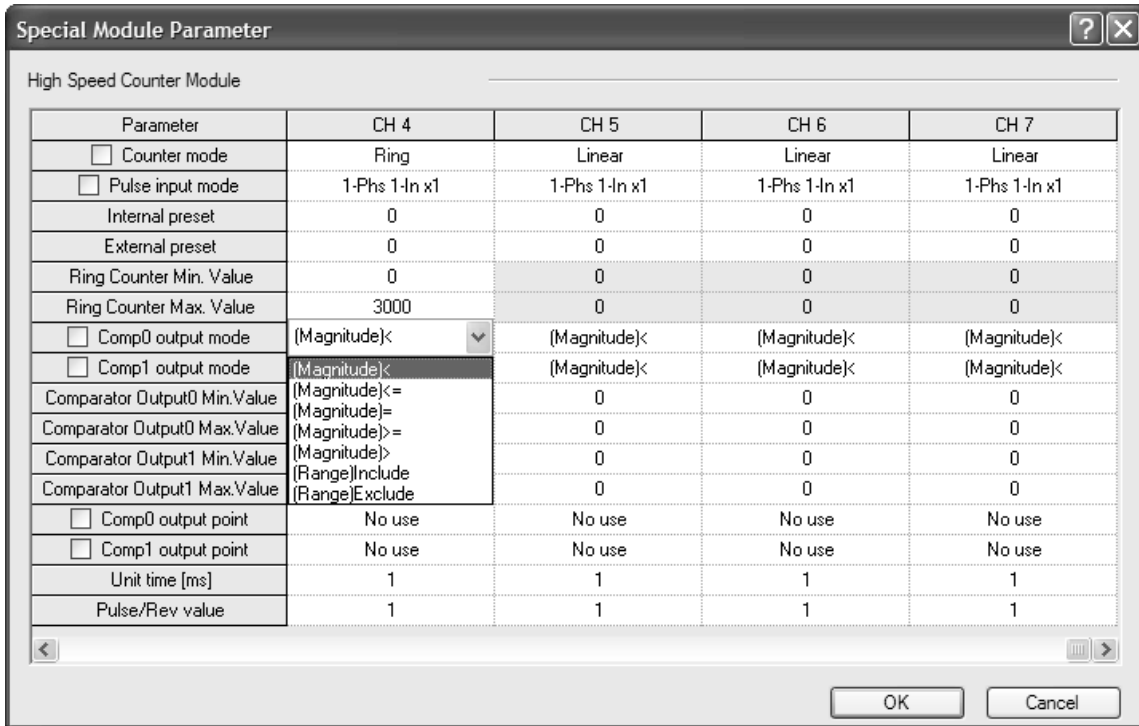 Special Module Parameter
High Speed Counter Module
Parameter CH 4 CH 5 CH 6 CH 7
Counter mode Ring Linear Linear Linear
Pulse input mode 1-Phs 1-In x1 1-Phs 1-In x1 1-Phs 1-In x1 1-Phs 1-In x1
Internal preset 0 0 0 0
External preset 0 0 0 0
Ring Counter Min. Value 0 0 0 0
Ring Counter Max. Value 3000 0 0 0
Comp0 output mode (Magnitude)< (Magnitude)< (Magnitude)< (Magnitude)<
Comp1 output mode (Magnitude)< (Magnitude)< (Magnitude)< (Magnitude)<
(Magnitude)<=
Comparator Output0 Min.Value 0 0 0
(Magnitude)=
Comparator Output0 Max.Value (Magnitude)>= 0 0 0
(Magnitude)>
Comparator Output1 Min.Value 0 0 0
(Range)Include
Comparator Output1 Max.Value (Range)Exclude 0 0 0
Comp0 output point No use No use No use No use
Comp1 output point No use No use No use No use
Unit time [ms] 1 1 1 1
Pulse/Rev value 1 1 1 1
OK Cancel